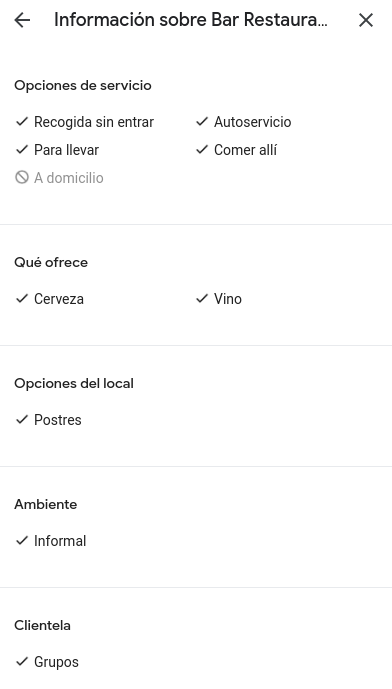 Información sobre Bar Restaura...
Opciones de servicio
Recogida sin entrar
Autoservicio
Para llevar
Comer allí
A domicilio
Qué ofrece
Cerveza
Vino
Opciones del local
Postres
Ambiente
Informal
Clientela
Grupos